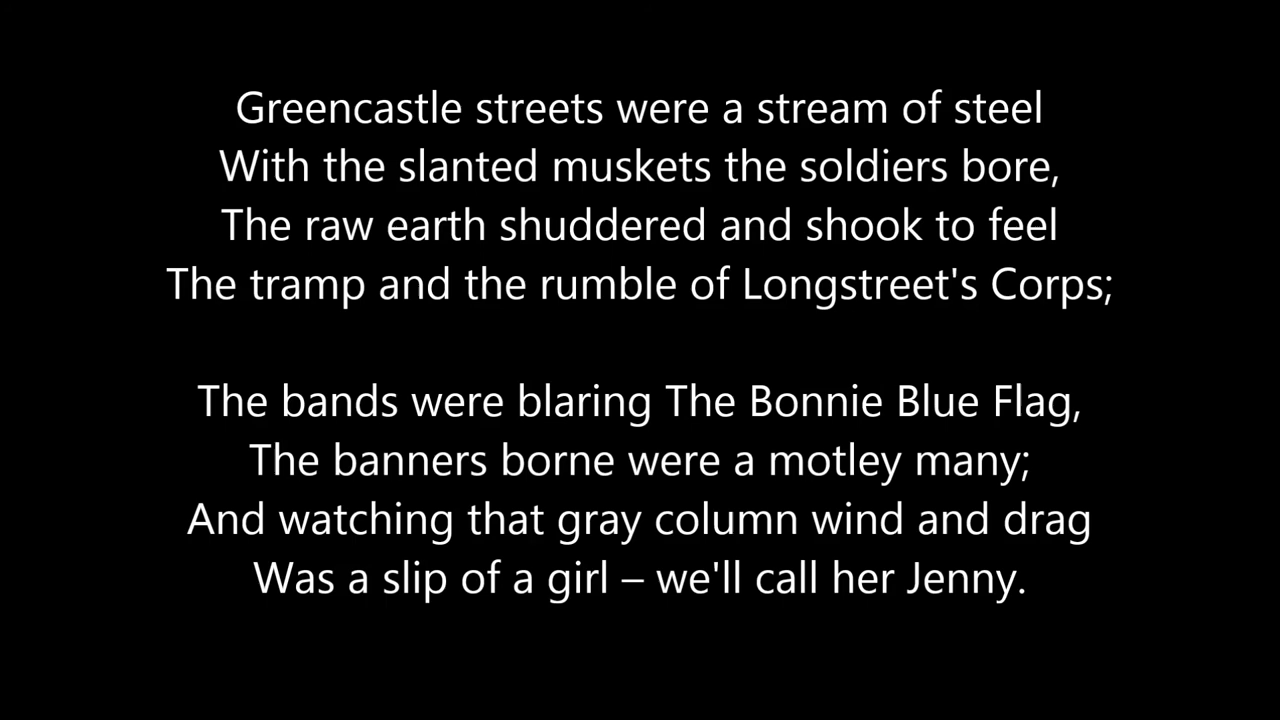 Greencastle streets were a stream of steel
With the slanted muskets the soldiers bore,
The raw earth shuddered and shook to feel
The tramp and the rumble of Longstreet's Corps;
The bands were blaring The Bonnie Blue Flag,
The banners borne were a motley many;
And watching that gray column wind and drag
Was a slip of a girl – we'll call her Jenny.